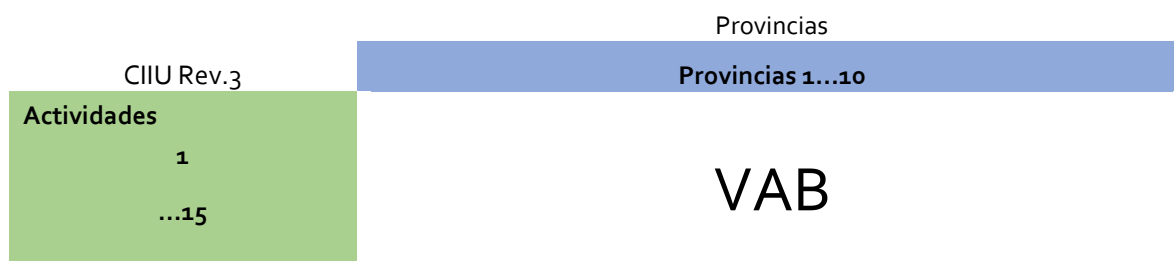 Provincias
CIIU Rev.3
Provincias 1...10
Actividades
1
...15
VAB